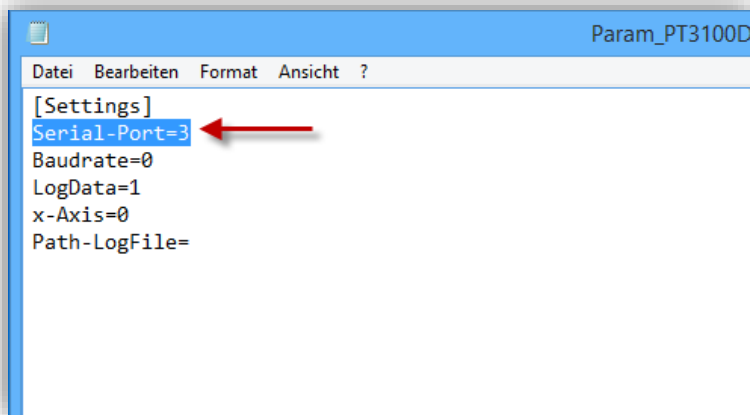 Param_PT3100D
Datei Bearbeiten Format Ansicht ?
[Settings]
Serial-Port=3
Baudrate=0
LogData=1
x-Axis=0
Path-LogFile=